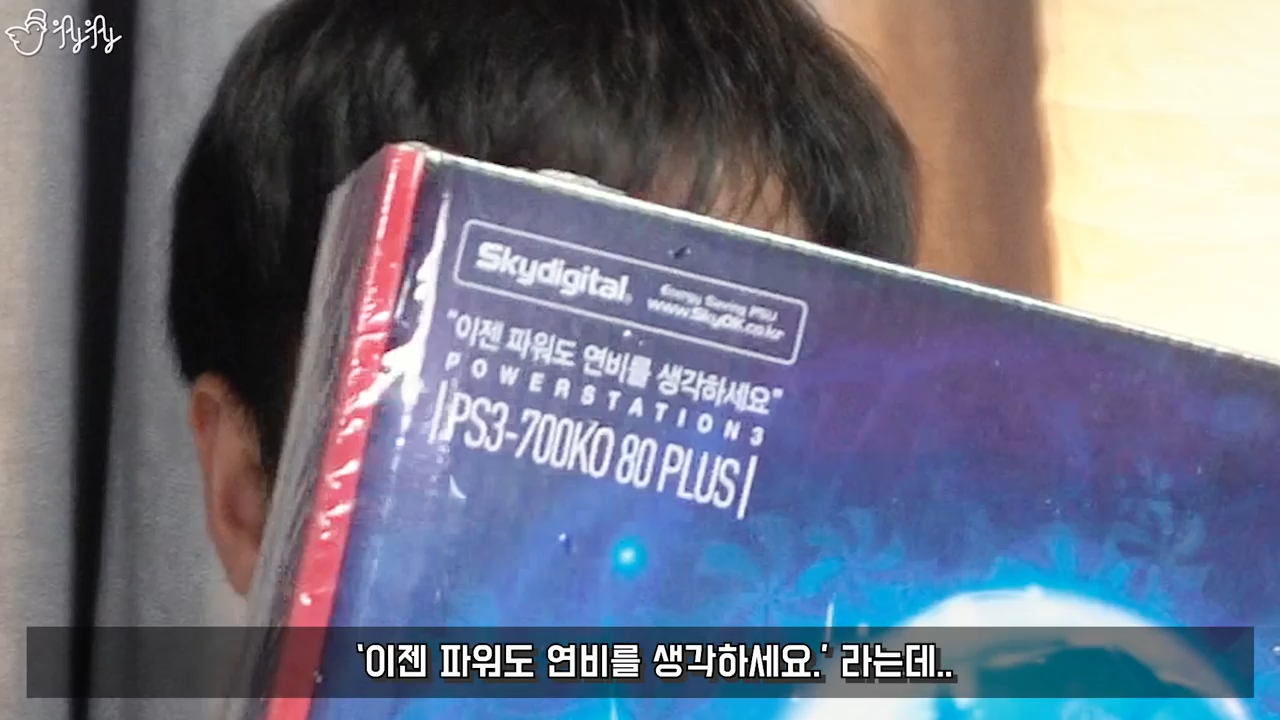 Skydigital
Energy Saving PSU
www.SkyDK.co.kr
"이젠 파워도 연비를 생각하세요"
POWERSTATION3
PS3-700KO 80 PLUS
'이젠 파워도 연비를 생각하세요.' 라는데..